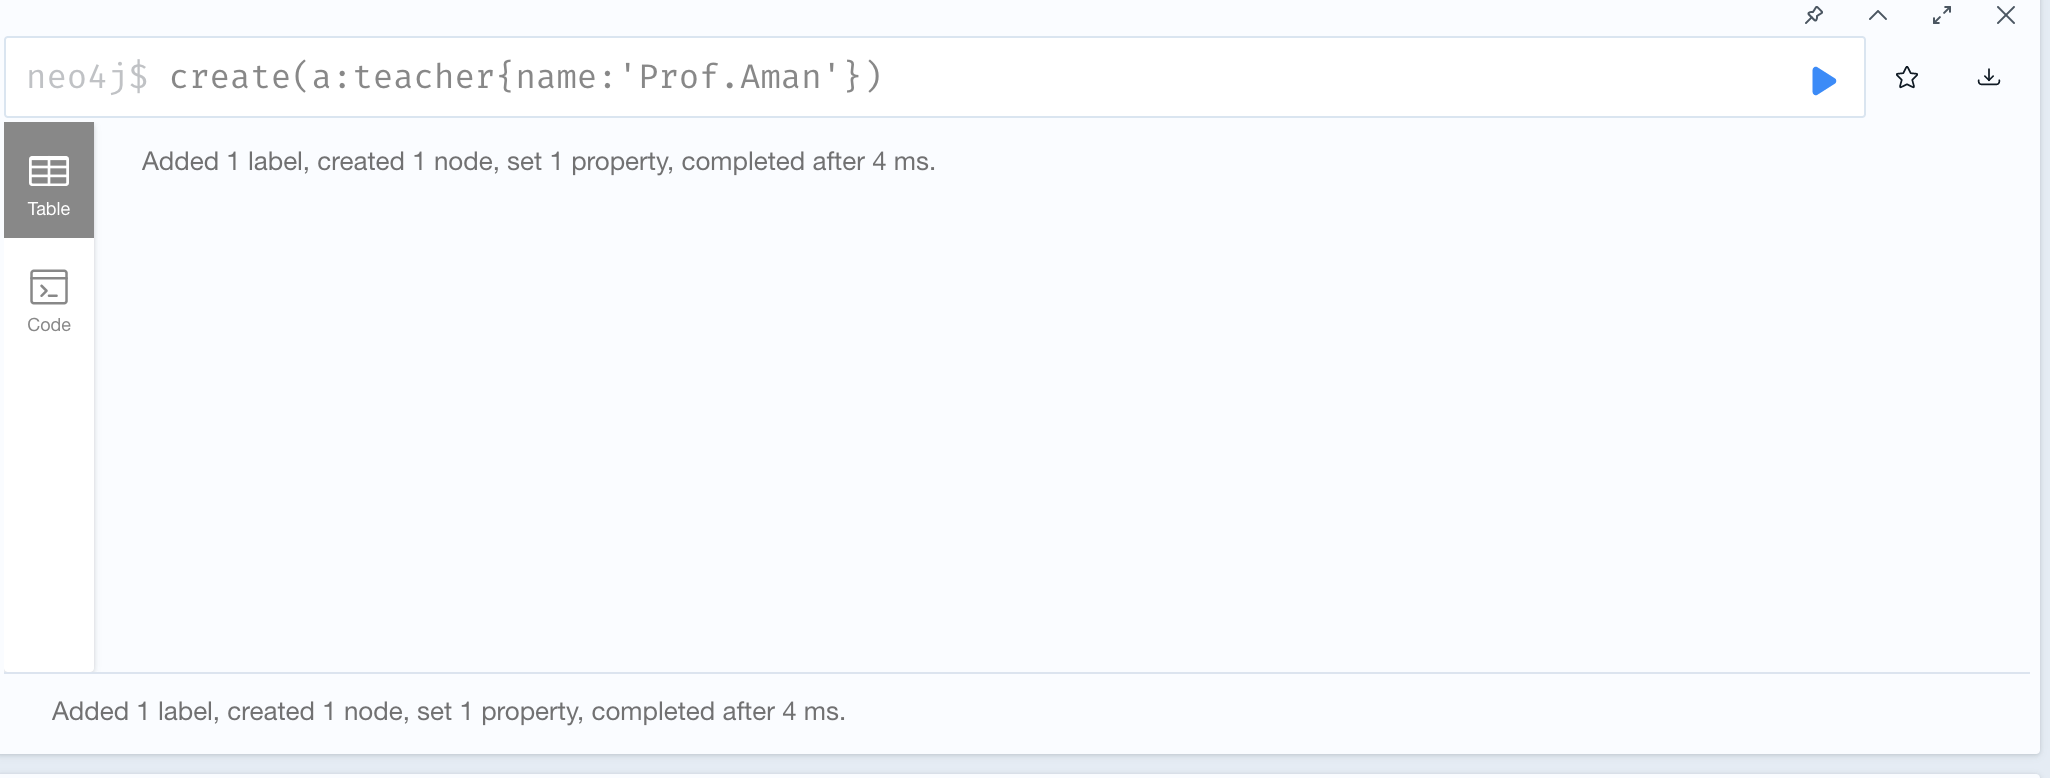 neo4j$ create(a:teacher{name:'Prof.Aman'})
Added 1 label, created 1 node, set 1 property, completed after 4 ms.
Table
Code
Added 1 label, created 1 node, set 1 property, completed after 4 ms.